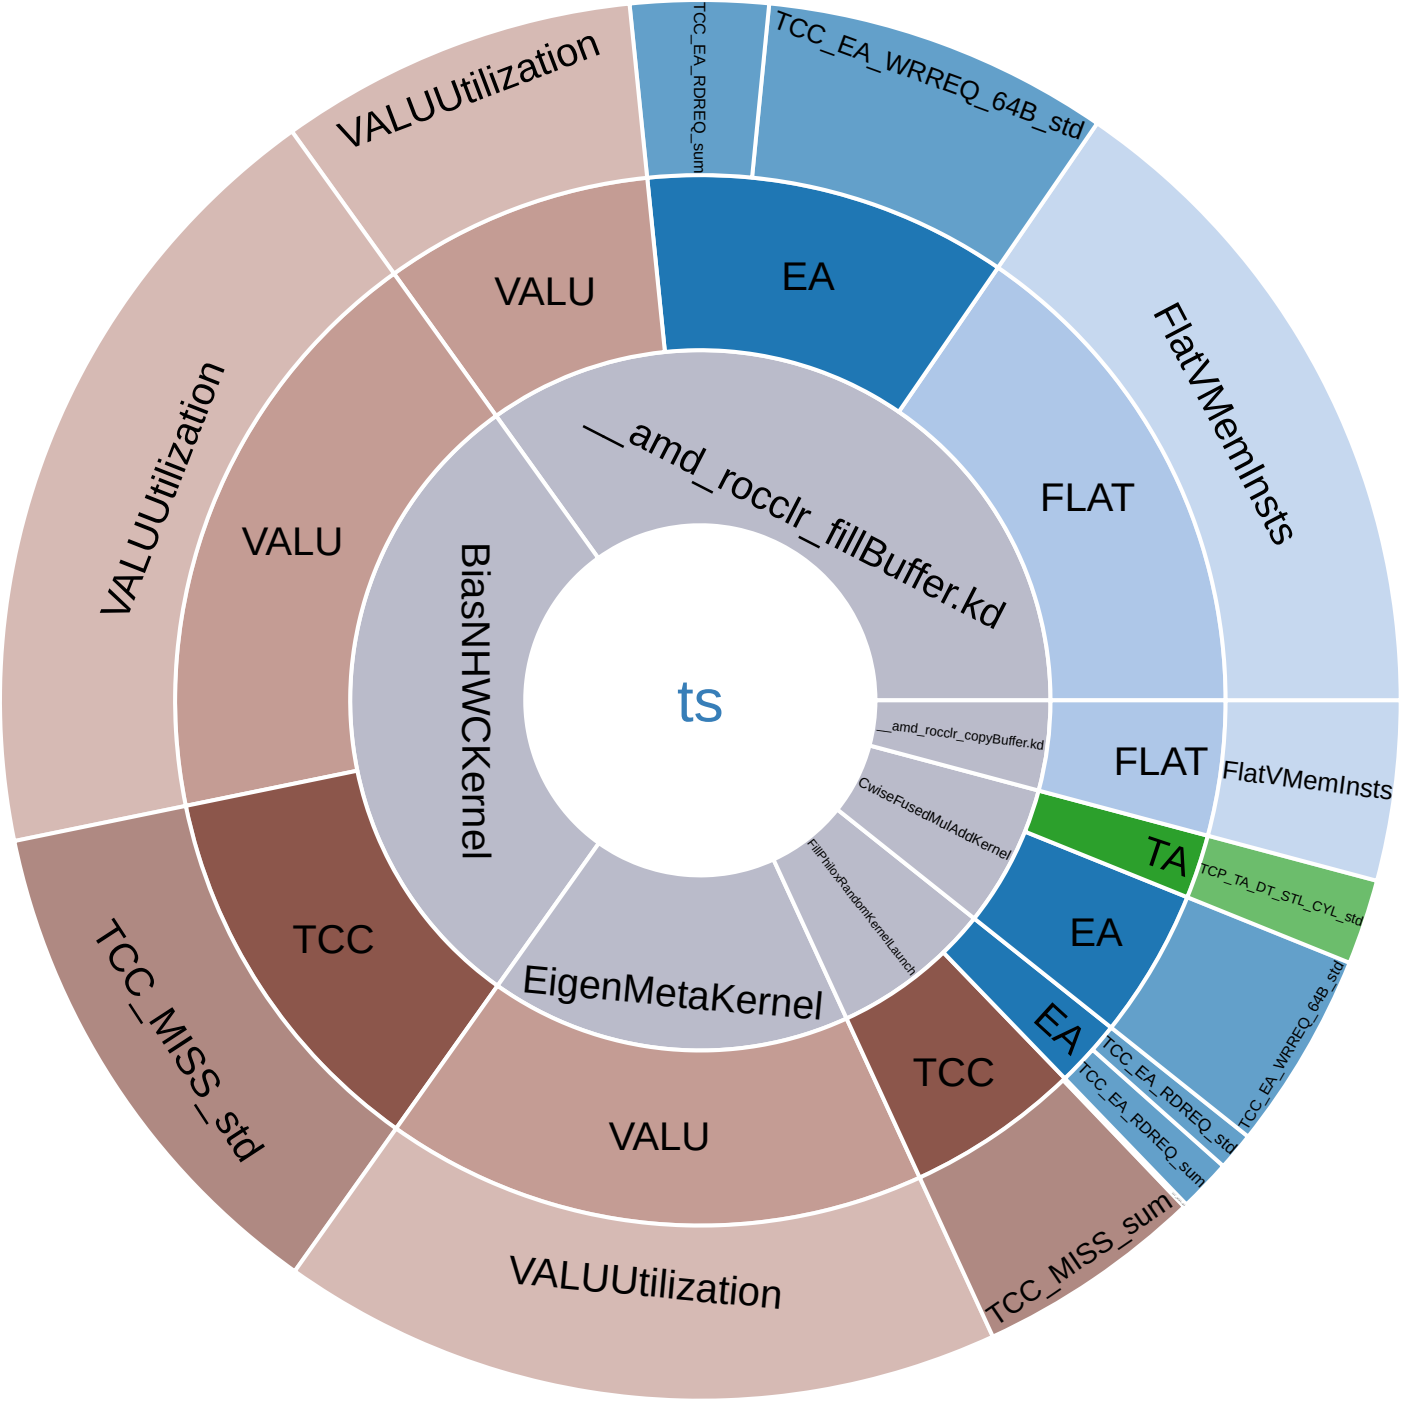 ts
__amd_rocclr_fillBuffer.kd
FLAT
FlatVMemInsts
EA
TCC_EA_WRREQ_64B_std
TCC_EA_RDREQ_sum
VALU
VALUUtilization
BiasNHWCKernel
VALU
VALUUtilization
TCC
TCC_MISS_std
EigenMetaKernel
VALU
VALUUtilization
FillPhiloxRandomKernelLaunch
TCC
TCC_MISS_sum
EA
TCC_EA_RDREQ_sum
TCC_EA_RDREQ_std
CwiseFusedMulAddKernel
EA
TCC_EA_WRREQ_64B_std
TA
TCP_TA_DT_STL_CYL_std
__amd_rocclr_copyBuffer.kd
FLAT
FlatVMemInsts